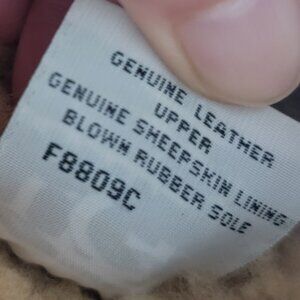 GENUINE LEATHER
UPPER
GENUINE SHEEPSKIN LINING
BLOWN RUBBER SOLE
F8809C